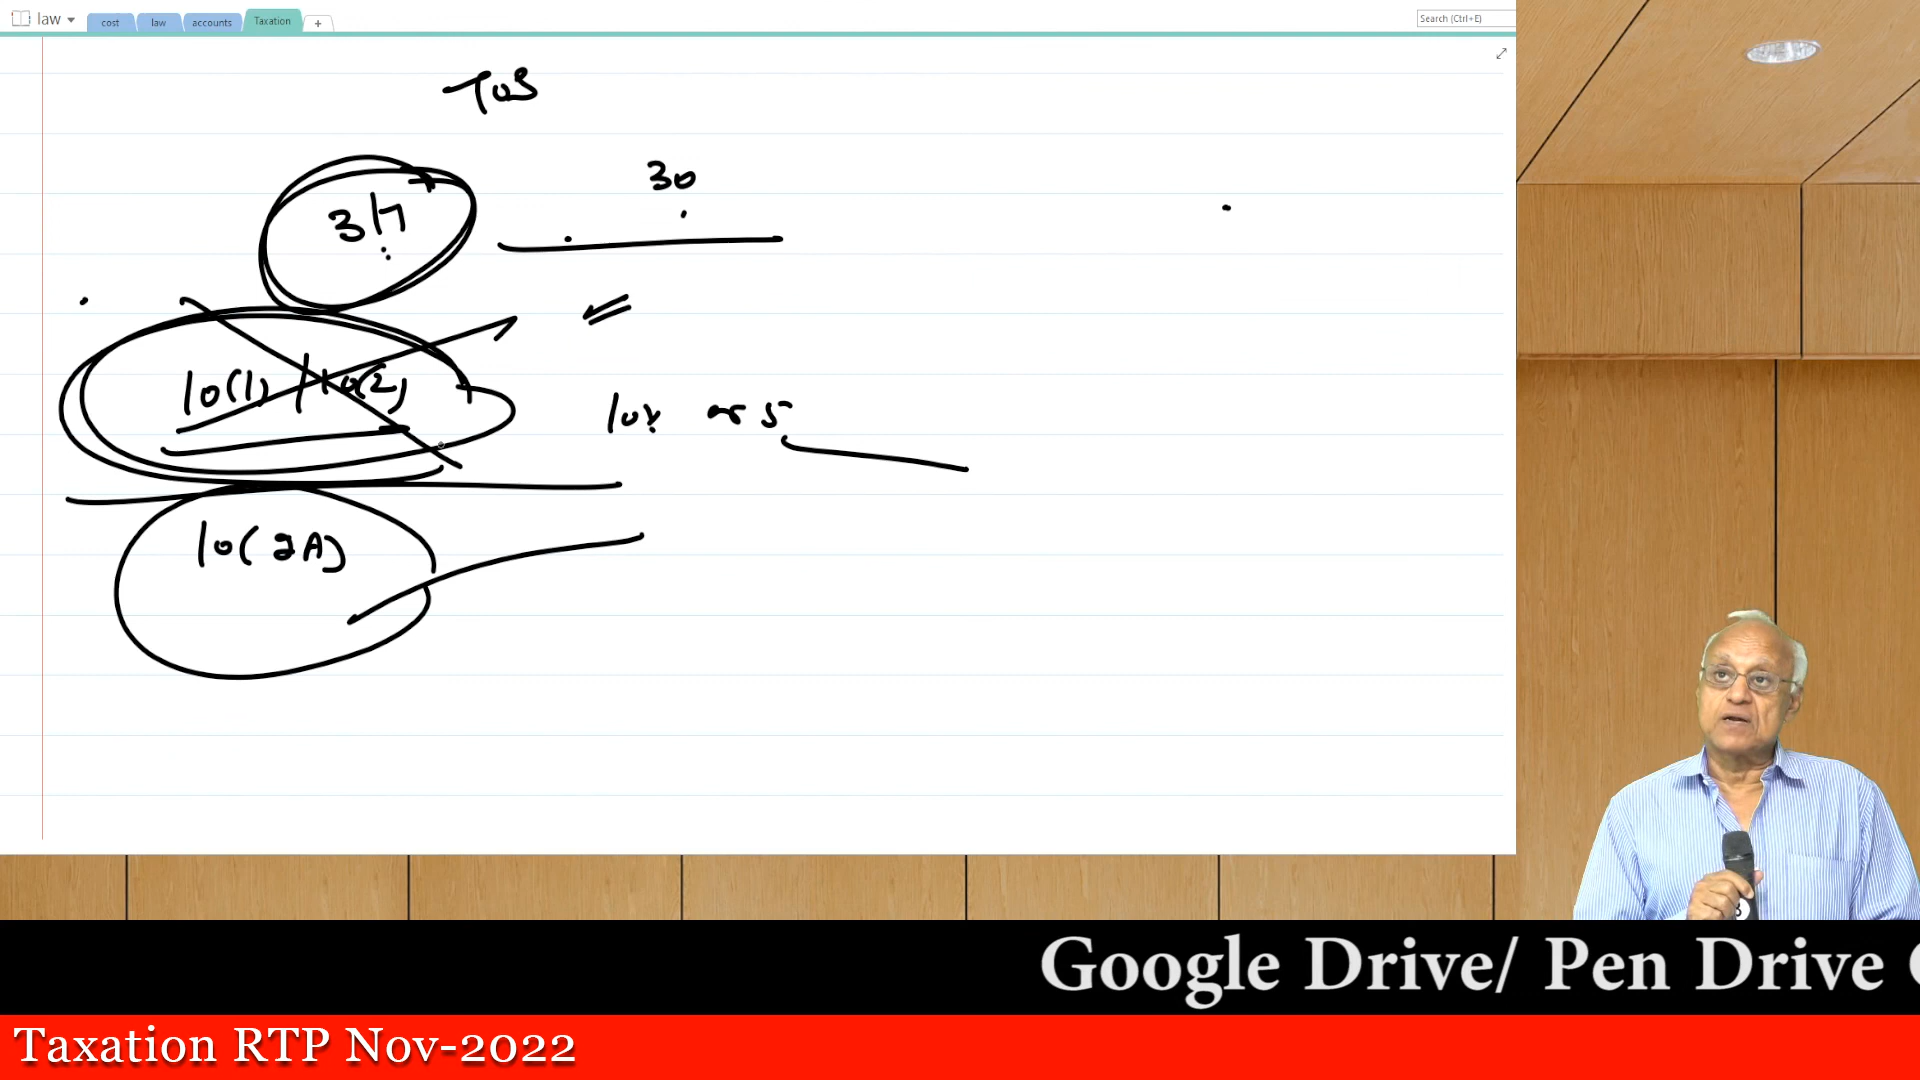 law
cost
law
accounts
Taxation
+
Search (Ctrl+E)
TOS
3/7
30
10(1) / 10(2)
10% or 5
10(2A)
Google Drive/ Pen Drive
Taxation RTP Nov-2022